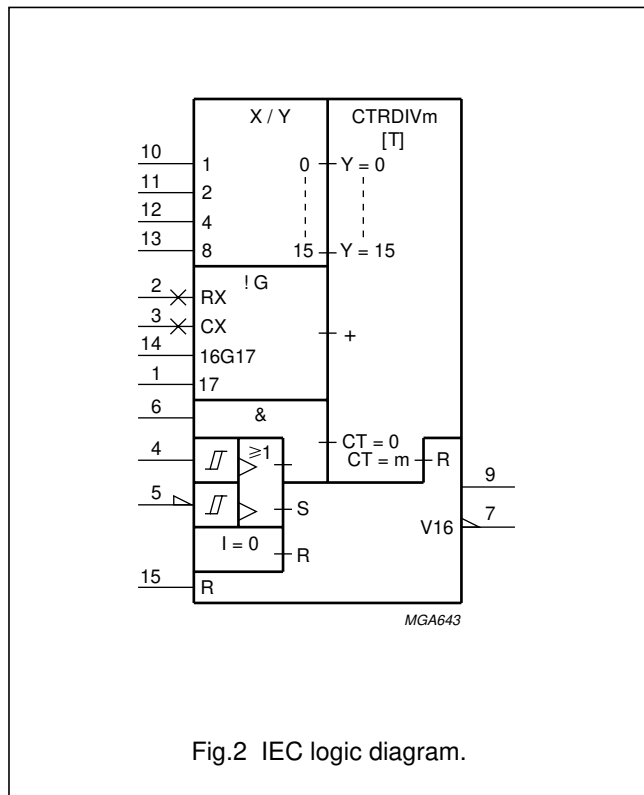 X / Y CTRDIVm
[T]
10 1 0 Y = 0
11 2
12 4
13 8 15 Y = 15
! G
2 RX
3 CX +
14 16G17
1 17
6 &
CT = 0
4 ≥1 CT = m R
9
5 S
7
V16
I = 0
R
15 R
MGA643
Fig.2 IEC logic diagram.